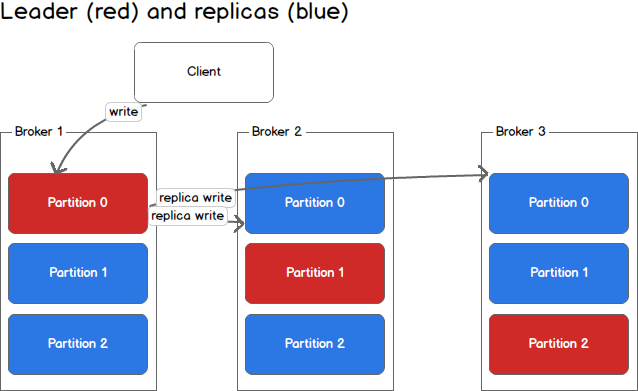 Leader (red) and replicas (blue)
Client
write
Broker 1
Broker 2
Broker 3
Partition 0
replica write
replica write
Partition 0
Partition 0
Partition 1
Partition 1
Partition 1
Partition 2
Partition 2
Partition 2